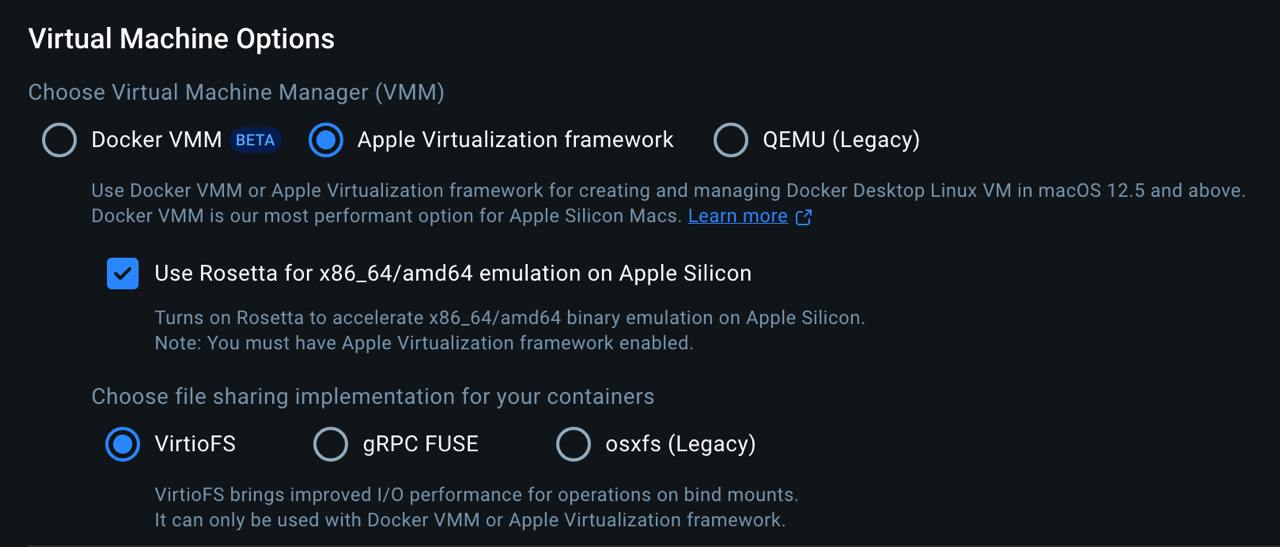 Virtual Machine Options
Choose Virtual Machine Manager (VMM)
Docker VMM BETA Apple Virtualization framework QEMU (Legacy)
Use Docker VMM or Apple Virtualization framework for creating and managing Docker Desktop Linux VM in macOS 12.5 and above.
Docker VMM is our most performant option for Apple Silicon Macs. Learn more
Use Rosetta for x86_64/amd64 emulation on Apple Silicon
Turns on Rosetta to accelerate x86_64/amd64 binary emulation on Apple Silicon.
Note: You must have Apple Virtualization framework enabled.
Choose file sharing implementation for your containers
VirtioFS gRPC FUSE osxfs (Legacy)
VirtioFS brings improved I/O performance for operations on bind mounts.
It can only be used with Docker VMM or Apple Virtualization framework.